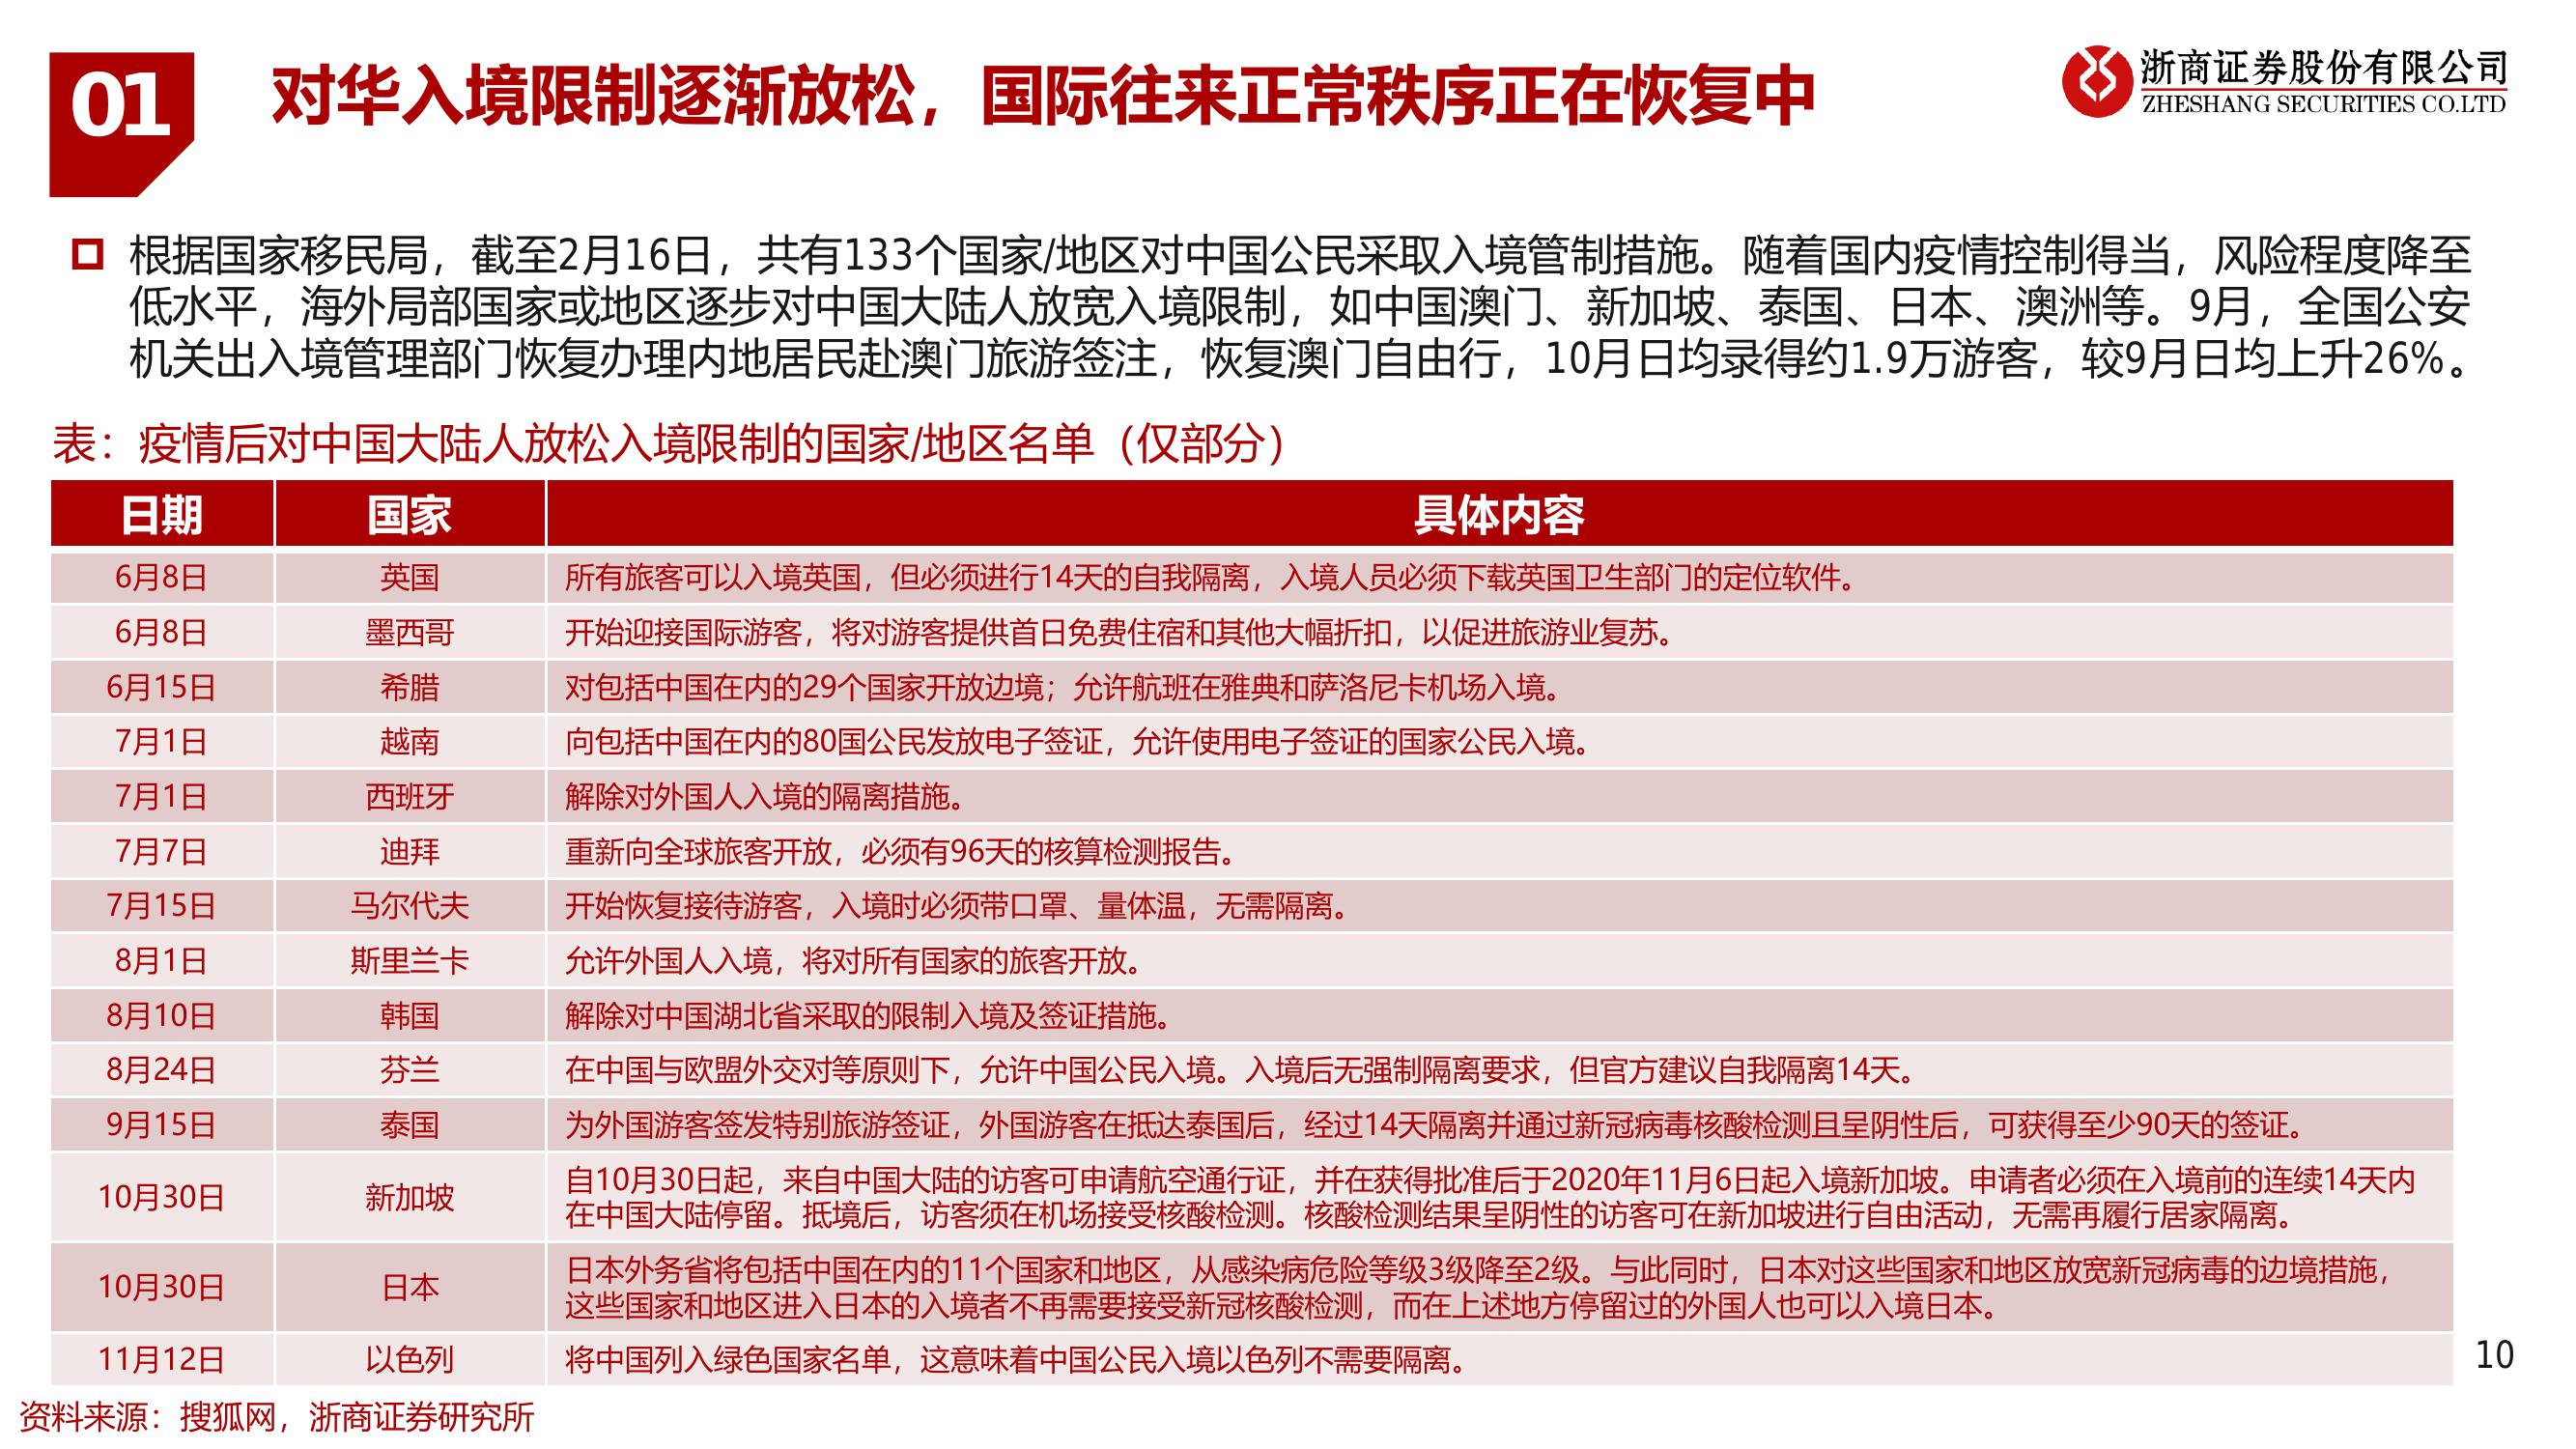 01
对华入境限制逐渐放松，国际往来正常秩序正在恢复中
浙商证券股份有限公司
ZHESHANG SECURITIES CO.LTD
根据国家移民局，截至2月16日，共有133个国家/地区对中国公民采取入境管制措施。随着国内疫情控制得当，风险程度降至
低水平，海外局部国家或地区逐步对中国大陆人放宽入境限制，如中国澳门、新加坡、泰国、日本、澳洲等。9月，全国公安
机关出入境管理部门恢复办理内地居民赴澳门旅游签注，恢复澳门自由行，10月日均录得约1.9万游客，较9月日均上升26%。
表：疫情后对中国大陆人放松入境限制的国家/地区名单（仅部分）
日期 国家 具体内容
6月8日 英国 所有旅客可以入境英国，但必须进行14天的自我隔离，入境人员必须下载英国卫生部门的定位软件。
6月8日 墨西哥 开始迎接国际游客，将对游客提供首日免费住宿和其他大幅折扣，以促进旅游业复苏。
6月15日 希腊 对包括中国在内的29个国家开放边境；允许航班在雅典和萨洛尼卡机场入境。
7月1日 越南 向包括中国在内的80国公民发放电子签证，允许使用电子签证的国家公民入境。
7月1日 西班牙 解除对外国人入境的隔离措施。
7月7日 迪拜 重新向全球旅客开放，必须有96天的核算检测报告。
7月15日 马尔代夫 开始恢复接待游客，入境时必须带口罩、量体温，无需隔离。
8月1日 斯里兰卡 允许外国人入境，将对所有国家的旅客开放。
8月10日 韩国 解除对中国湖北省采取的限制入境及签证措施。
8月24日 芬兰 在中国与欧盟外交对等原则下，允许中国公民入境。入境后无强制隔离要求，但官方建议自我隔离14天。
9月15日 泰国 为外国游客签发特别旅游签证，外国游客在抵达泰国后，经过14天隔离并通过新冠病毒核酸检测且呈阴性后，可获得至少90天的签证。
10月30日 新加坡 自10月30日起，来自中国大陆的访客可申请航空通行证，并在获得批准后于2020年11月6日起入境新加坡。申请者必须在入境前的连续14天内
在中国大陆停留。抵境后，访客须在机场接受核酸检测。核酸检测结果呈阴性的访客可在新加坡进行自由活动，无需再履行居家隔离。
10月30日 日本 日本外务省将包括中国在内的11个国家和地区，从感染病危险等级3级降至2级。与此同时，日本对这些国家和地区放宽新冠病毒的边境措施，
这些国家和地区进入日本的入境者不再需要接受新冠核酸检测，而在上述地方停留过的外国人也可以入境日本。
11月12日 以色列 将中国列入绿色国家名单，这意味着中国公民入境以色列不需要隔离。
10
资料来源：搜狐网，浙商证券研究所